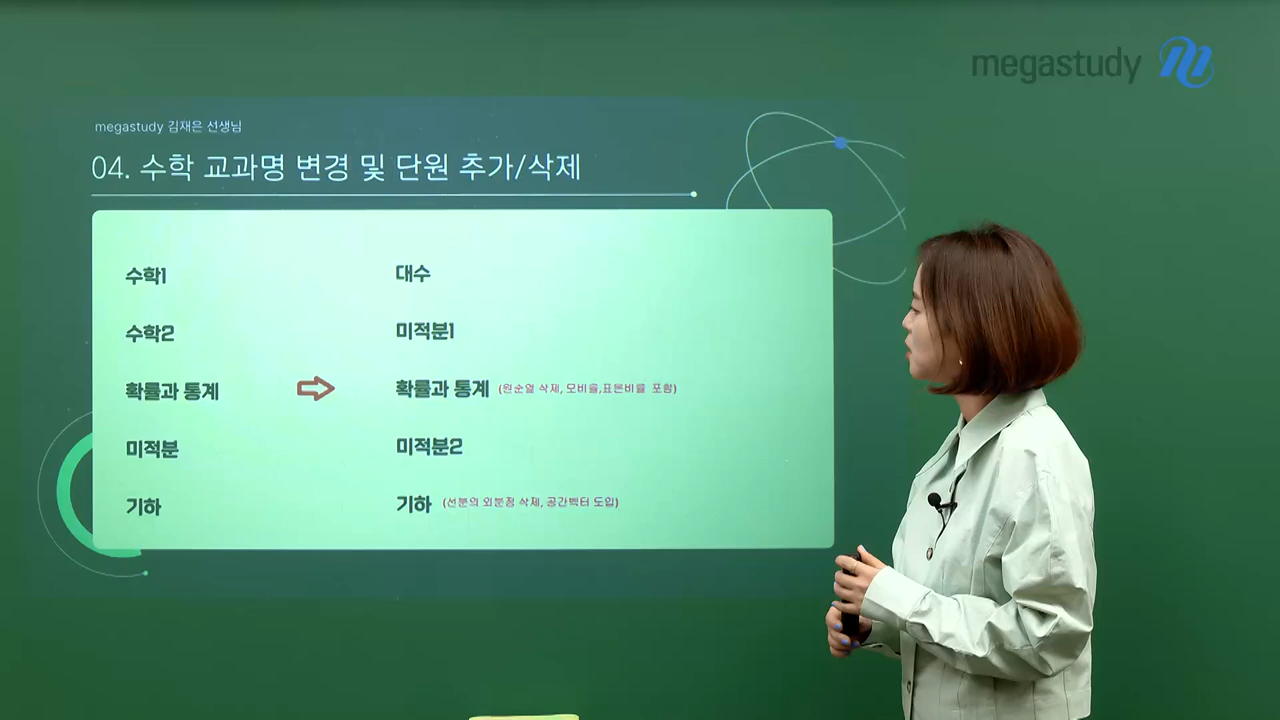 megastudy
megastudy 김재은 선생님
04. 수학 교과명 변경 및 단원 추가/삭제
수학1 대수
수학2 미적분1
확률과 통계 확률과 통계 (원순열 삭제, 모비율,표본비율 포함)
미적분 미적분2
기하 기하 (선분의 외분점 삭제, 공간벡터 도입)